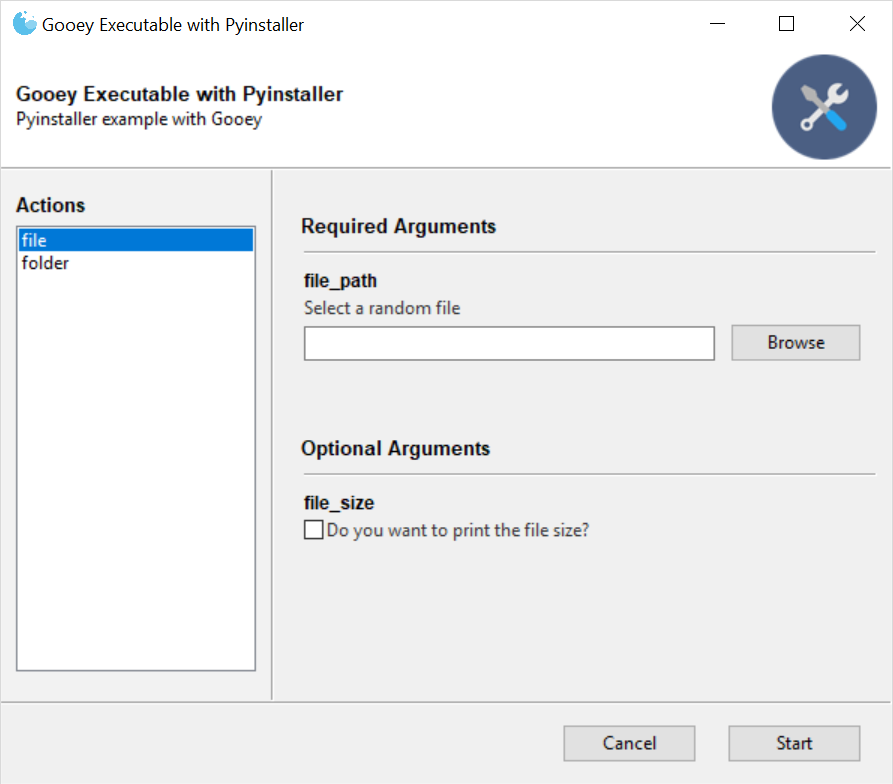 Gooey Executable with Pyinstaller
Gooey Executable with Pyinstaller
Pyinstaller example with Gooey
Actions
file
folder
Required Arguments
file_path
Select a random file
Browse
Optional Arguments
file_size
Do you want to print the file size?
Cancel
Start